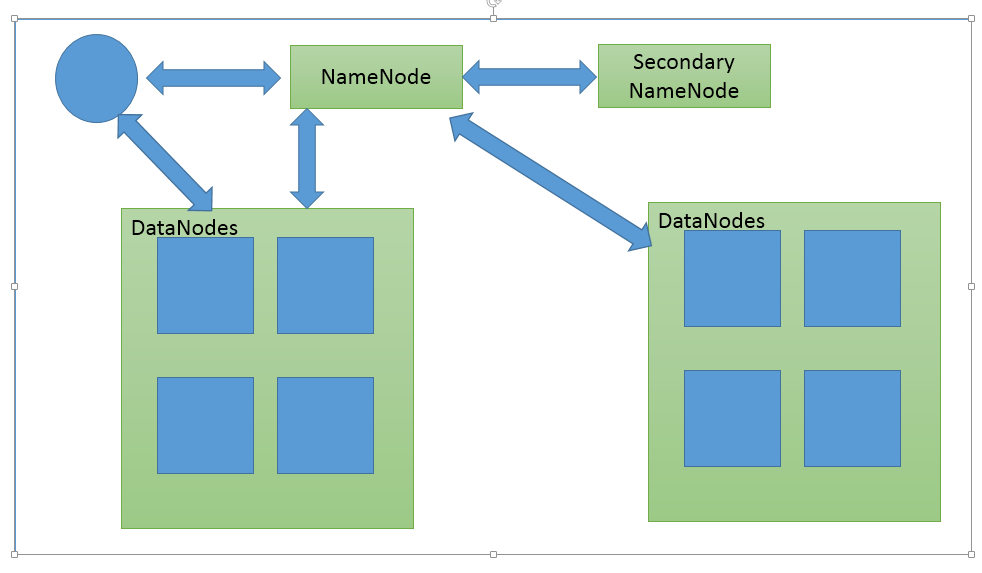 NameNode
Secondary
NameNode
DataNodes
DataNodes